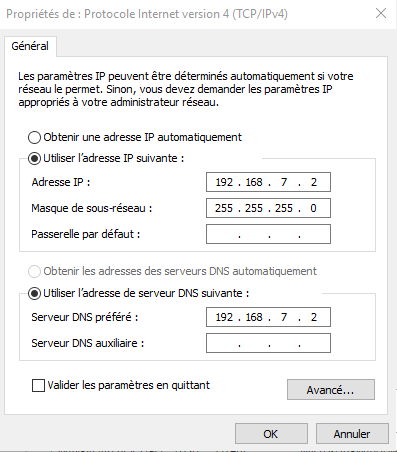 Propriétés de : Protocole Internet version 4 (TCP/IPv4)
Général
Les paramètres IP peuvent être déterminés automatiquement si votre
réseau le permet. Sinon, vous devez demander les paramètres IP
appropriés à votre administrateur réseau.
Obtenir une adresse IP automatiquement
Utiliser l'adresse IP suivante :
Adresse IP : 192 . 168 . 7 . 2
Masque de sous-réseau : 255 . 255 . 255 . 0
Passerelle par défaut : . . .
Obtenir les adresses des serveurs DNS automatiquement
Utiliser l'adresse de serveur DNS suivante :
Serveur DNS préféré : 192 . 168 . 7 . 2
Serveur DNS auxiliaire : . . .
Valider les paramètres en quittant
Avancé...
OK Annuler